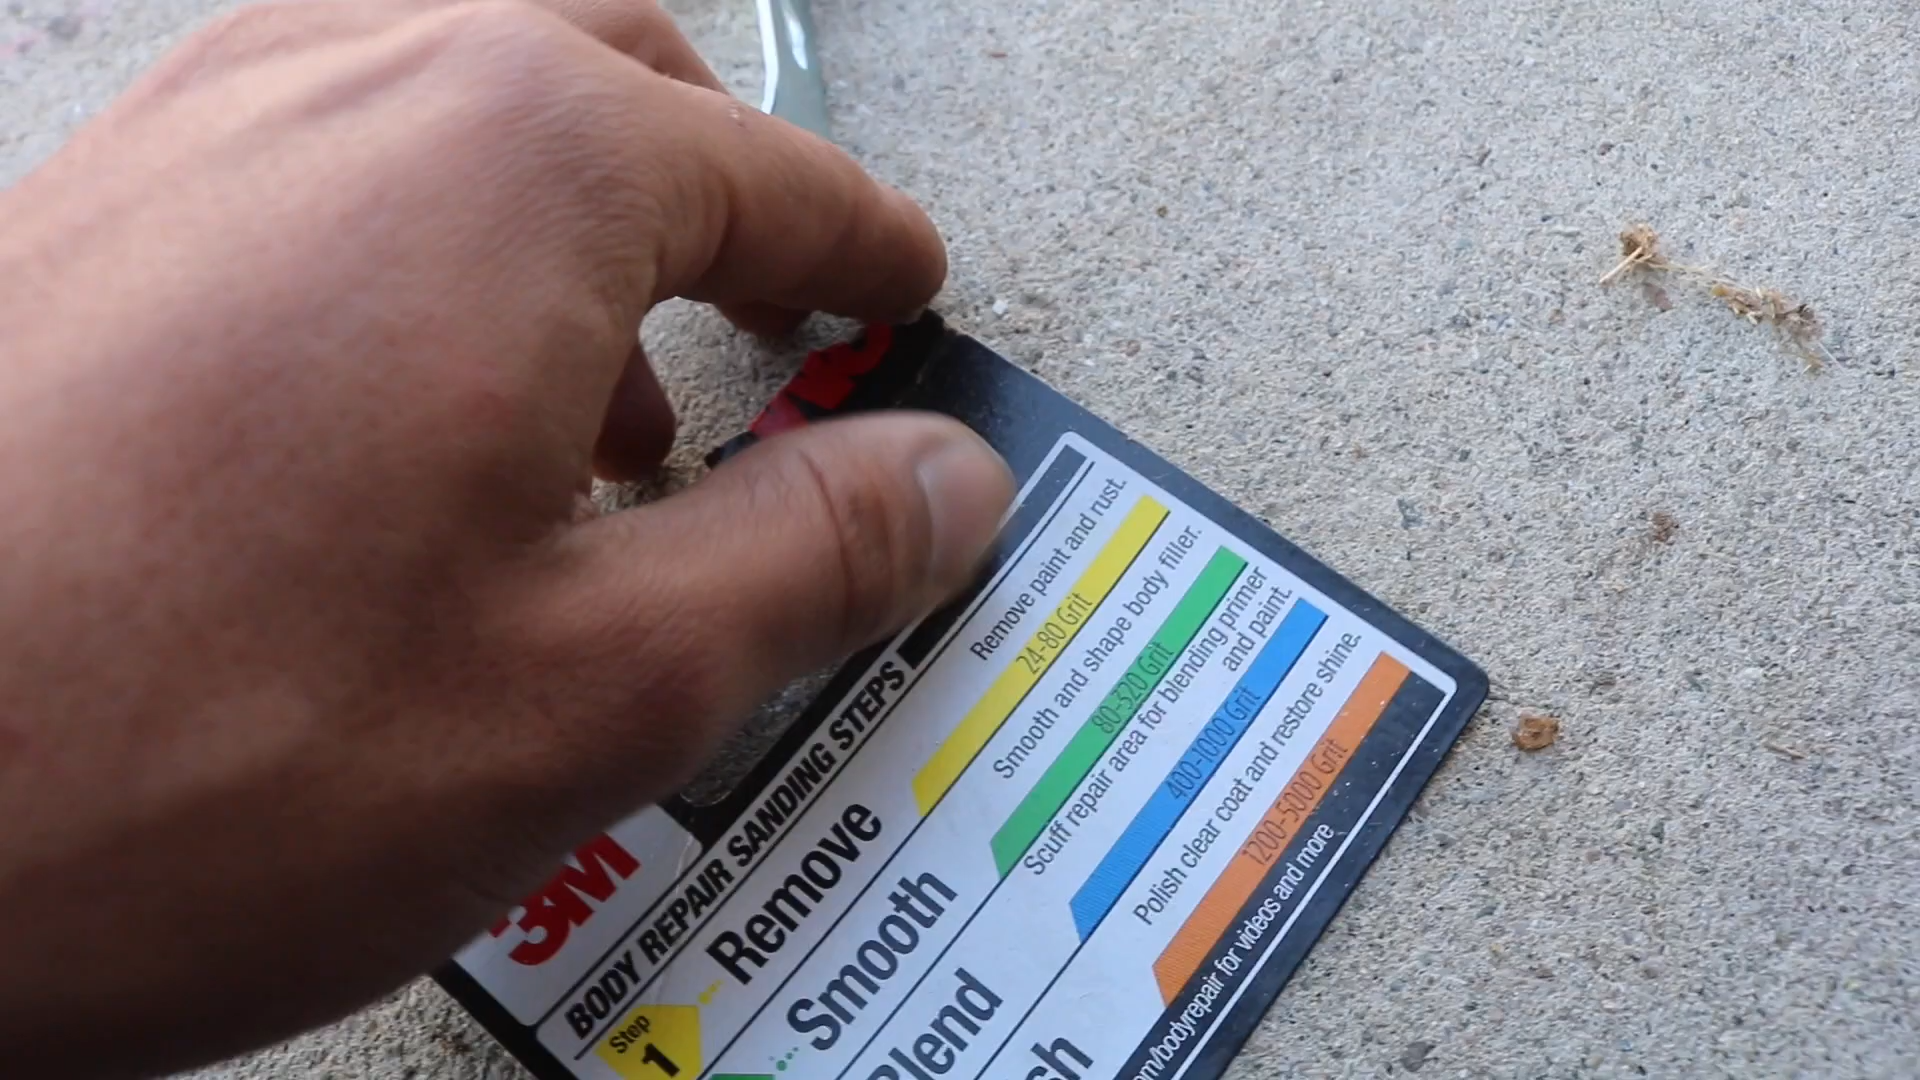 3M
BODY REPAIR SANDING STEPS
Step
1
Remove
Remove paint and rust.
24-80 Grit
Smooth
Smooth and shape body filler.
80-320 Grit
Blend
Scuff repair area for blending primer
and paint.
400-1000 Grit
Polish clear coat and restore shine.
1200-5000 Grit
/bodyrepair for videos and more